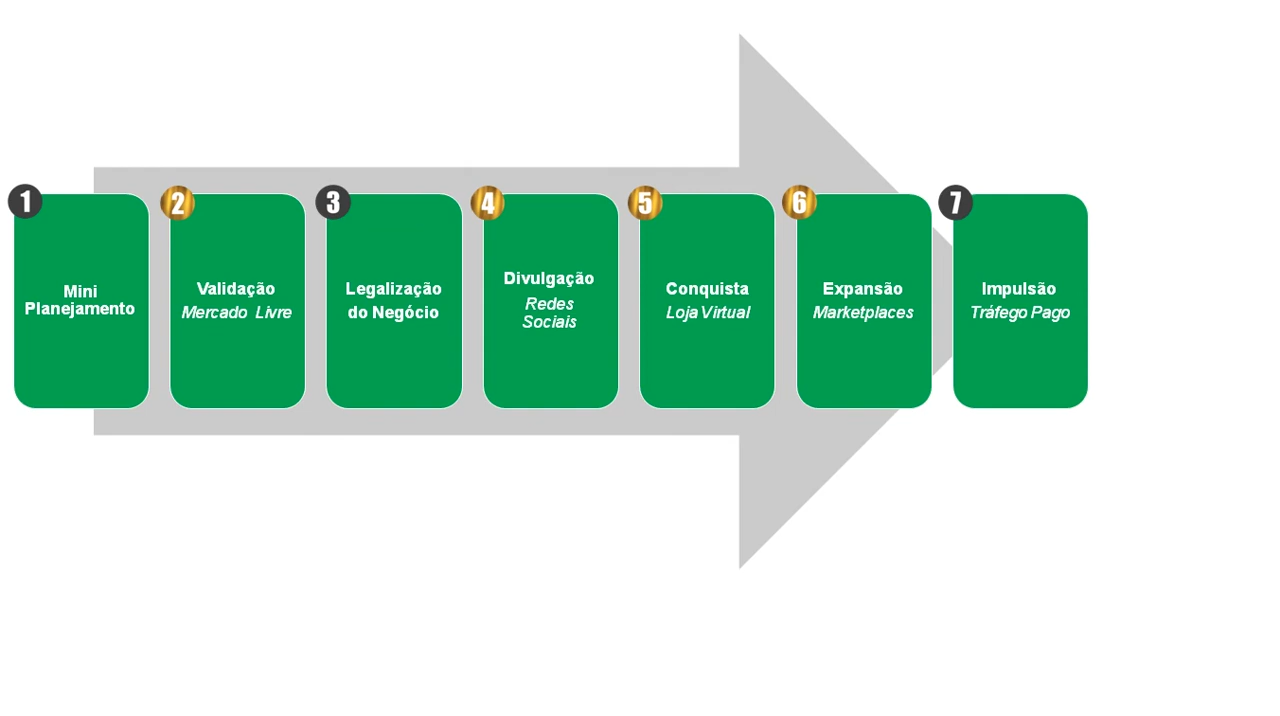 1
Mini
Planejamento
2
Validação
Mercado Livre
3
Legalização
do Negócio
4
Divulgação
Redes
Sociais
5
Conquista
Loja Virtual
6
Expansão
Marketplaces
7
Impulsão
Tráfego Pago